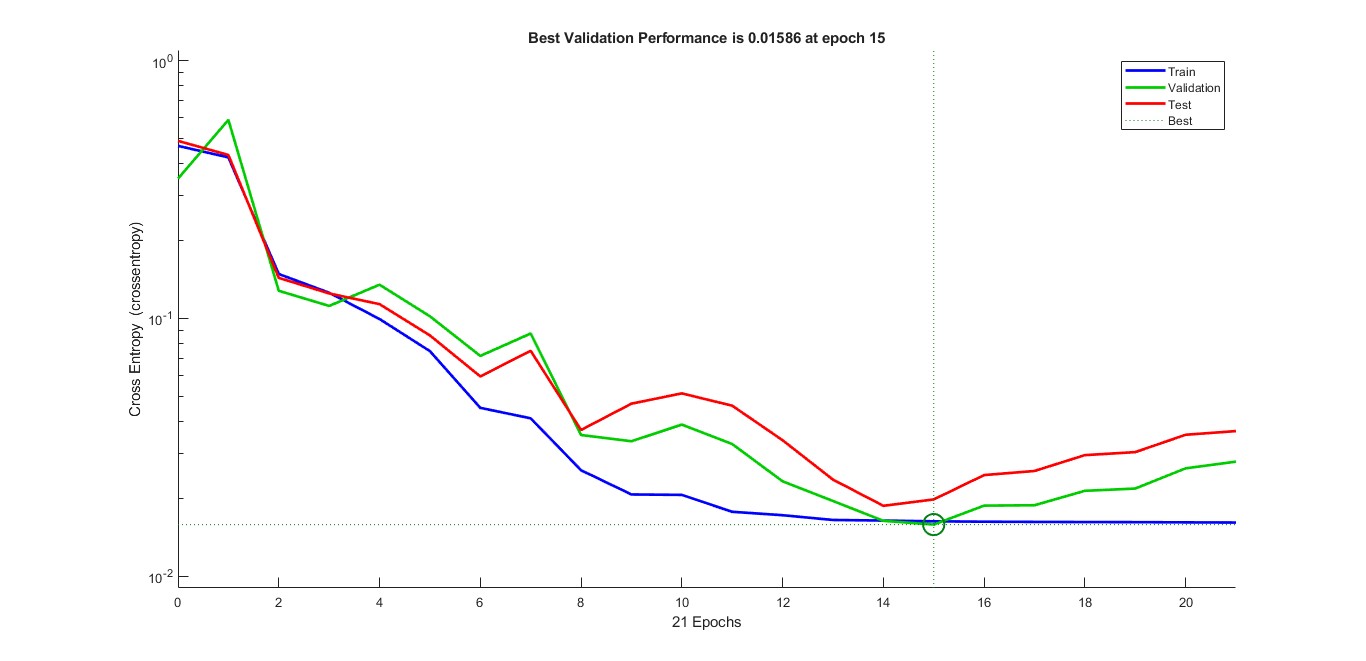 Best Validation Performance is 0.01586 at epoch 15
10^0
10^-1
10^-2
Cross Entropy (crossentropy)
Train
Validation
Test
Best
0 2 4 6 8 10 12 14 16 18 20
21 Epochs